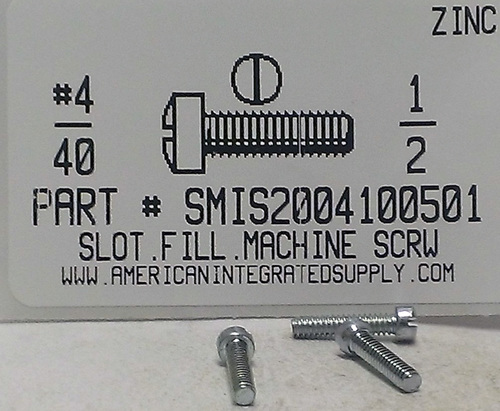 ZINC
#4
40
1
2
PART # SMIS2004100501
SLOT.FILL.MACHINE SCRW
WWW.AMERICANINTEGRATEDSUPPLY.COM